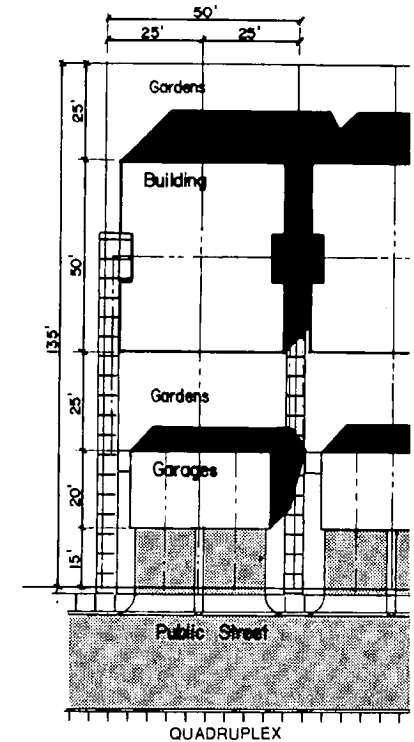 50'
25' 25'
Gardens
25'
Building
50'
135'
Gardens
25'
Garages
20'
15'
Public Street
QUADRUPLEX